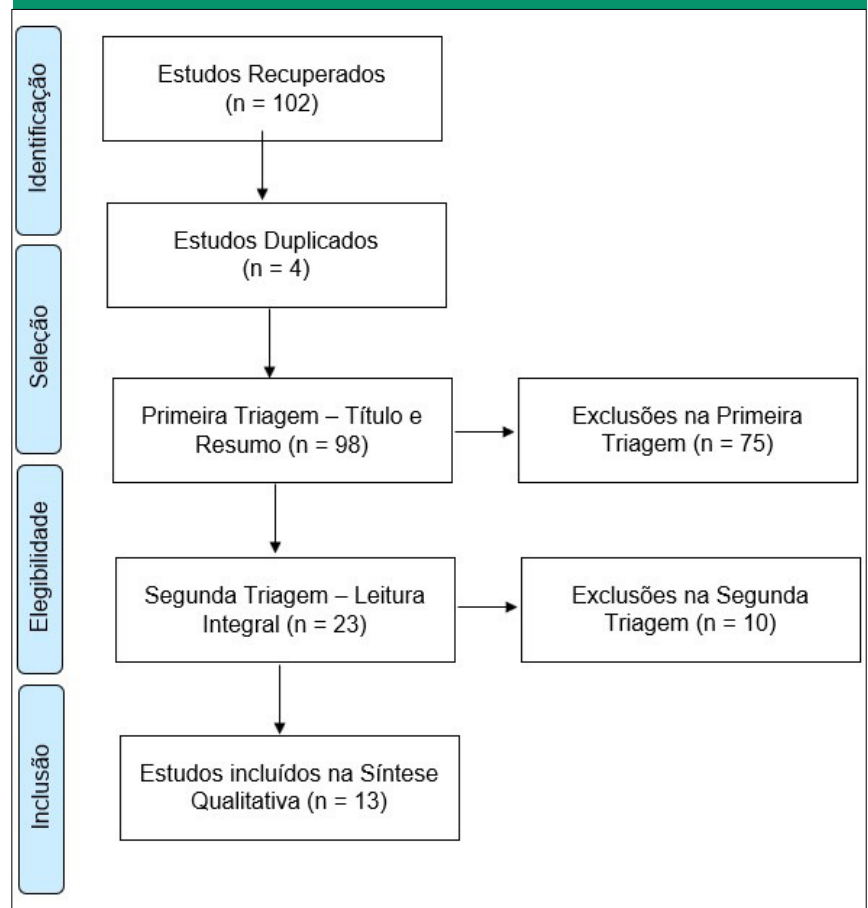 Identificação
Estudos Recuperados
(n = 102)
Estudos Duplicados
(n = 4)
Seleção
Primeira Triagem – Título e
Resumo (n = 98)
Exclusões na Primeira
Triagem (n = 75)
Elegibilidade
Segunda Triagem – Leitura
Integral (n = 23)
Exclusões na Segunda
Triagem (n = 10)
Inclusão
Estudos incluídos na Síntese
Qualitativa (n = 13)